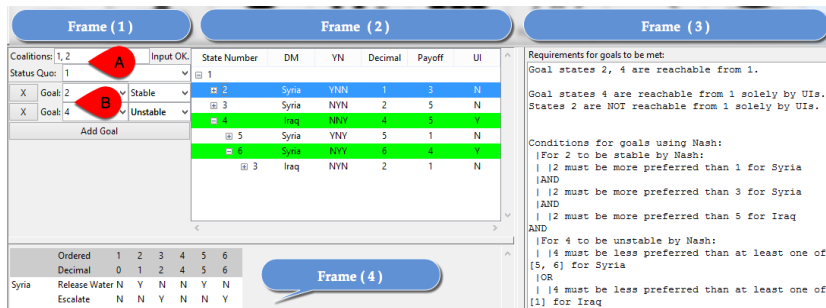 Frame (1)
Frame (2)
Frame (3)
Coalitions: 1, 2 Input OK.
A
Status Quo: 1
X Goal: 2 Stable
B
X Goal: 4 Unstable
Add Goal
State Number DM YN Decimal Payoff UI
1
2 Syria YNN 1 3 N
3 Syria NYN 2 5 N
4 Iraq NNY 4 5 Y
5 Syria YNY 5 1 N
6 Syria NYY 6 4 Y
3 Iraq NYN 2 1 N
Requirements for goals to be met:
Goal states 2, 4 are reachable from 1.
Goal states 4 are reachable from 1 solely by UIs.
States 2 are NOT reachable from 1 solely by UIs.
Conditions for goals using Nash:
|For 2 to be stable by Nash:
| |2 must be more preferred than 1 for Syria
|AND
| |2 must be more preferred than 3 for Syria
|AND
| |2 must be more preferred than 5 for Iraq
AND
|For 4 to be unstable by Nash:
| |4 must be less preferred than at least one of
[5, 6] for Syria
|OR
| |4 must be less preferred than at least one of
[1] for Iraq
Frame (4)
Ordered 1 2 3 4 5 6
Decimal 0 1 2 4 5 6
Syria Release Water N Y N N Y N
Escalate N N Y N N Y